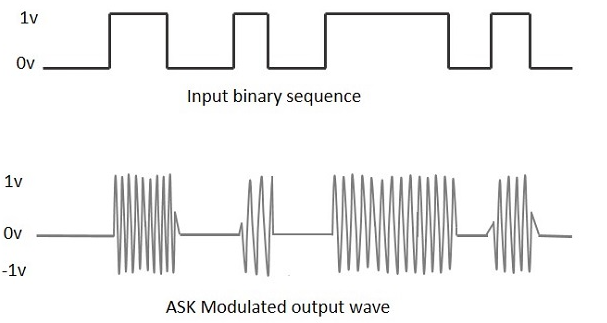 1v
0v
Input binary sequence
1v
0v
-1v
ASK Modulated output wave